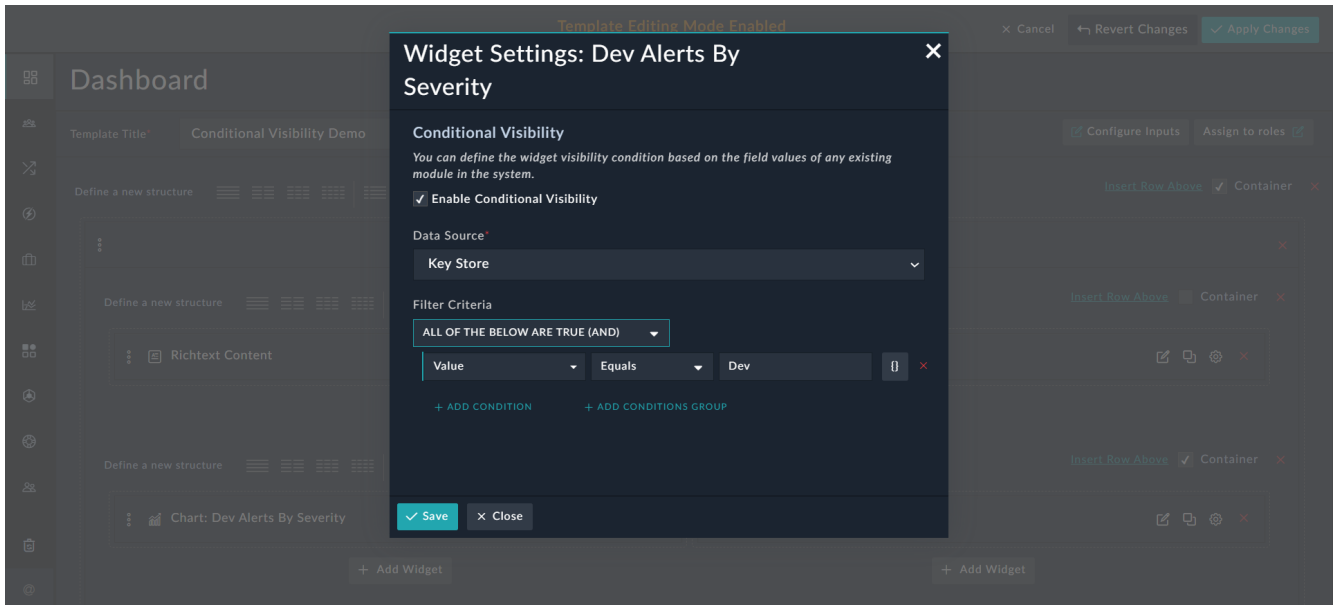 Template Editing Mode Enabled
× Cancel
Revert Changes
Apply Changes
Dashboard
Template Title*
Conditional Visibility Demo
Configure Inputs
Assign to roles
Define a new structure
Insert Row Above
Container
Define a new structure
Insert Row Above
Container
Richtext Content
Define a new structure
Insert Row Above
Container
Chart: Dev Alerts By Severity
+ Add Widget
+ Add Widget
Widget Settings: Dev Alerts By
Severity
Conditional Visibility
You can define the widget visibility condition based on the field values of any existing
module in the system.
Enable Conditional Visibility
Data Source*
Key Store
Filter Criteria
ALL OF THE BELOW ARE TRUE (AND)
Value
Equals
Dev
{}
+ ADD CONDITION
+ ADD CONDITIONS GROUP
Save
× Close